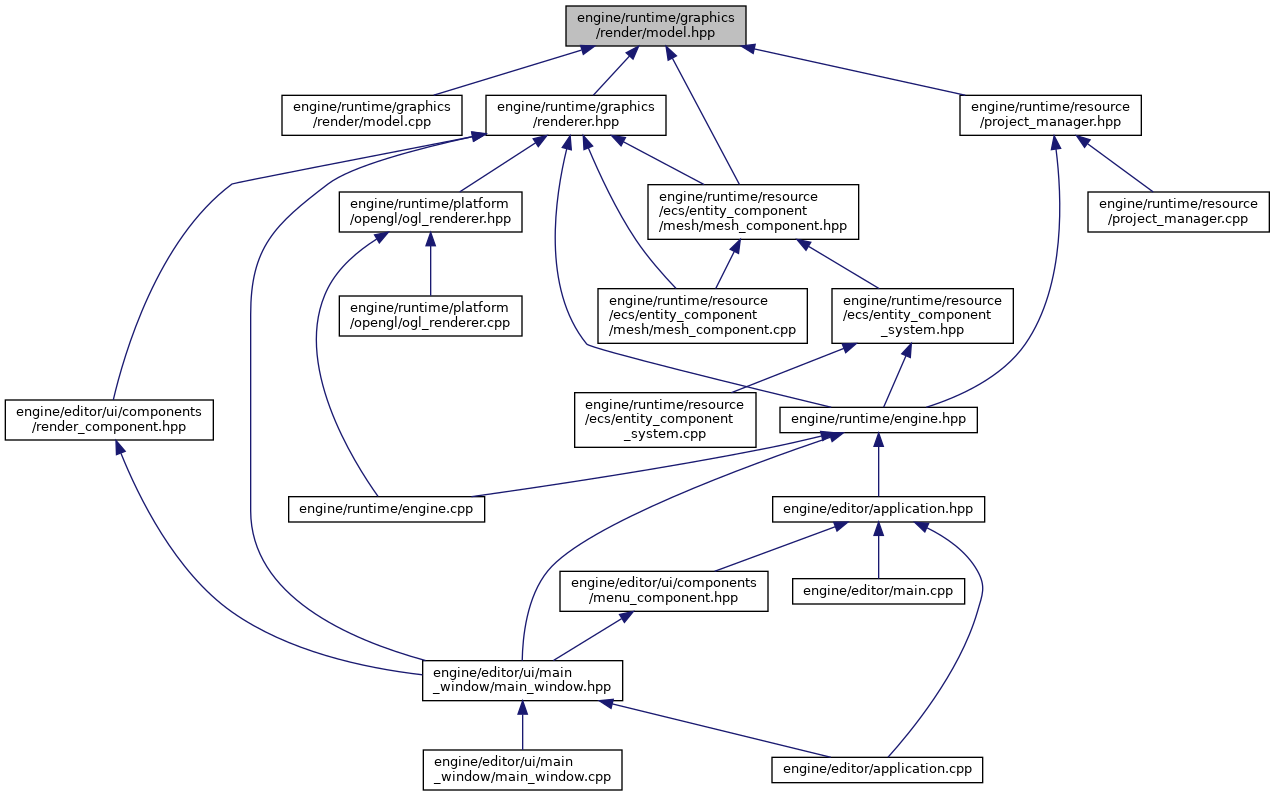 engine/runtime/graphics
/render/model.hpp
engine/runtime/graphics
/render/model.cpp
engine/runtime/graphics
/renderer.hpp
engine/runtime/resource
/project_manager.hpp
engine/runtime/platform
/opengl/ogl_renderer.hpp
engine/runtime/resource
/ecs/entity_component
/mesh/mesh_component.hpp
engine/runtime/resource
/project_manager.cpp
engine/runtime/platform
/opengl/ogl_renderer.cpp
engine/runtime/resource
/ecs/entity_component
/mesh/mesh_component.cpp
engine/runtime/resource
/ecs/entity_component
_system.hpp
engine/editor/ui/components
/render_component.hpp
engine/runtime/resource
/ecs/entity_component
_system.cpp
engine/runtime/engine.hpp
engine/runtime/engine.cpp
engine/editor/application.hpp
engine/editor/ui/components
/menu_component.hpp
engine/editor/main.cpp
engine/editor/ui/main
_window/main_window.hpp
engine/editor/ui/main
_window/main_window.cpp
engine/editor/application.cpp